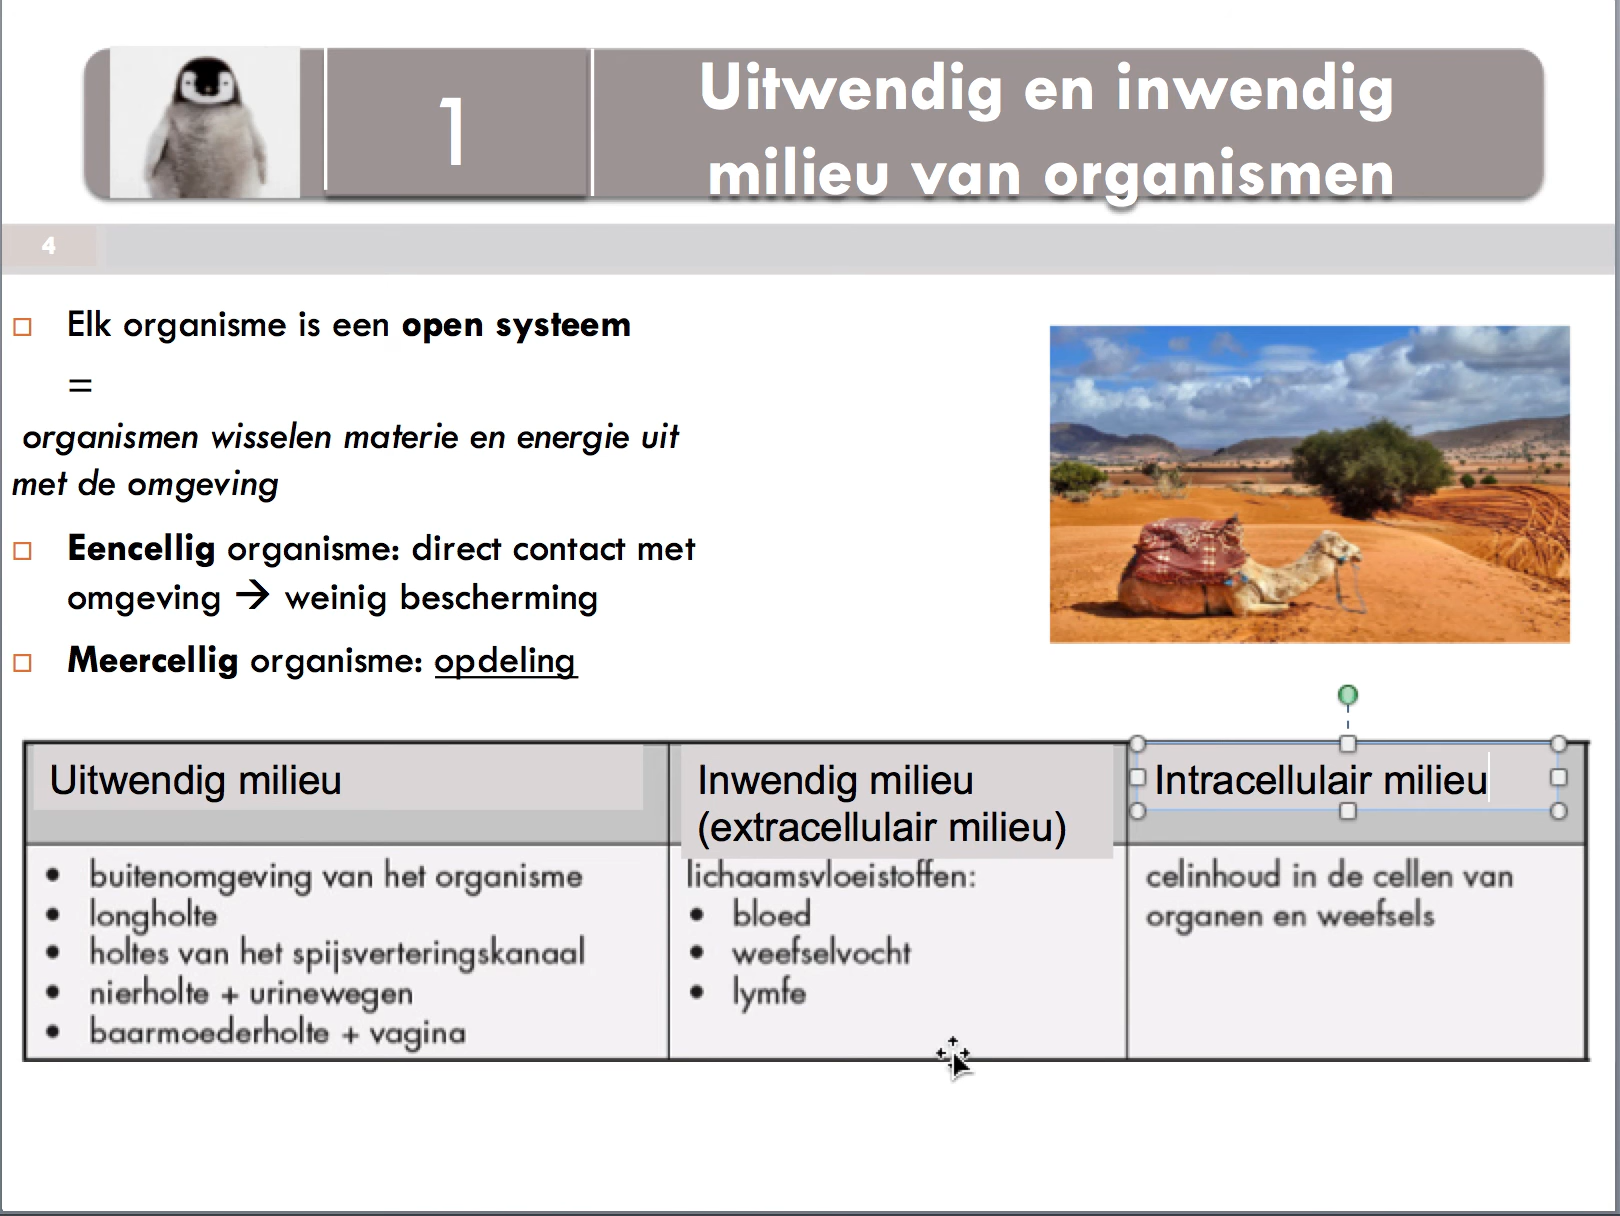 1
Uitwendig en inwendig
milieu van organismen
4
Elk organisme is een open systeem
=
organismen wisselen materie en energie uit
met de omgeving
Eencellig organisme: direct contact met
omgeving → weinig bescherming
Meercellig organisme: opdeling
Uitwendig milieu
• buitenomgeving van het organisme
• longholte
• holtes van het spijsverteringskanaal
• nierholte + urinewegen
• baarmoederholte + vagina
Inwendig milieu
(extracellulair milieu)
lichaamsvloeistoffen:
• bloed
• weefselvocht
• lymfe
Intracellulair milieu
celinhoud in de cellen van
organen en weefsels